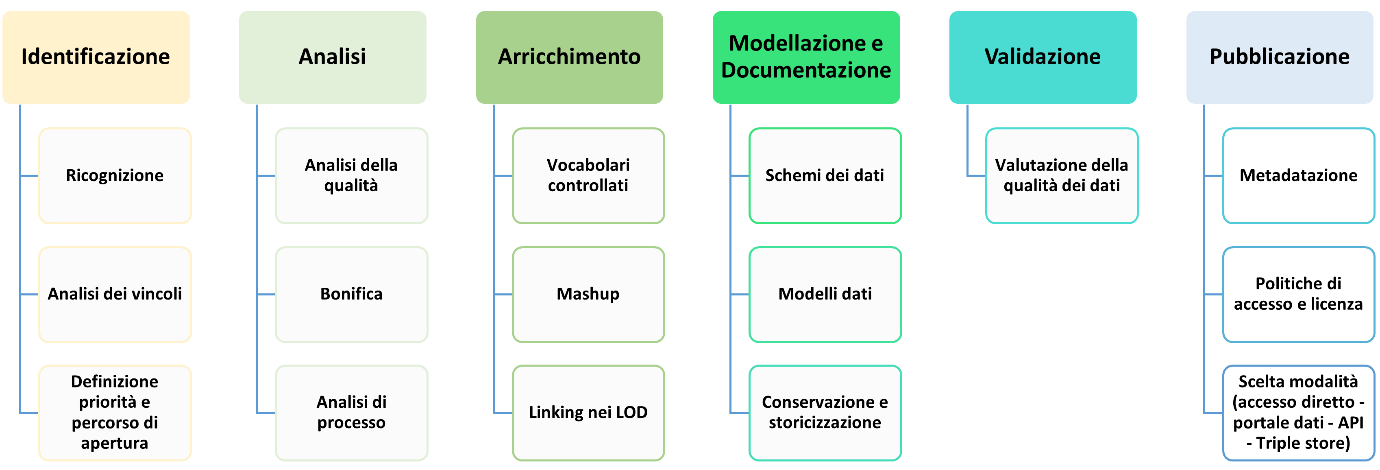 Identificazione
Ricognizione
Analisi dei vincoli
Definizione
priorità e
percorso di
apertura
Analisi
Analisi della
qualità
Bonifica
Analisi di
processo
Arricchimento
Vocabolari
controllati
Mashup
Linking nei LOD
Modellazione e
Documentazione
Schemi dei dati
Modelli dati
Conservazione e
storicizzazione
Validazione
Valutazione della
qualità dei dati
Pubblicazione
Metadatazione
Politiche di
accesso e licenza
Scelta modalità
(accesso diretto -
portale dati - API
- Triple store)